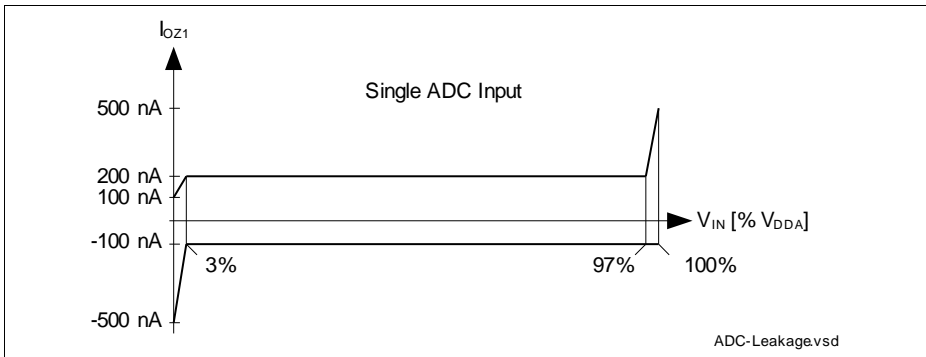 IOZ1
Single ADC Input
500 nA
200 nA
100 nA
VIN [% VDDA]
-100 nA
3%
97%
100%
-500 nA
ADC-Leakage.vsd